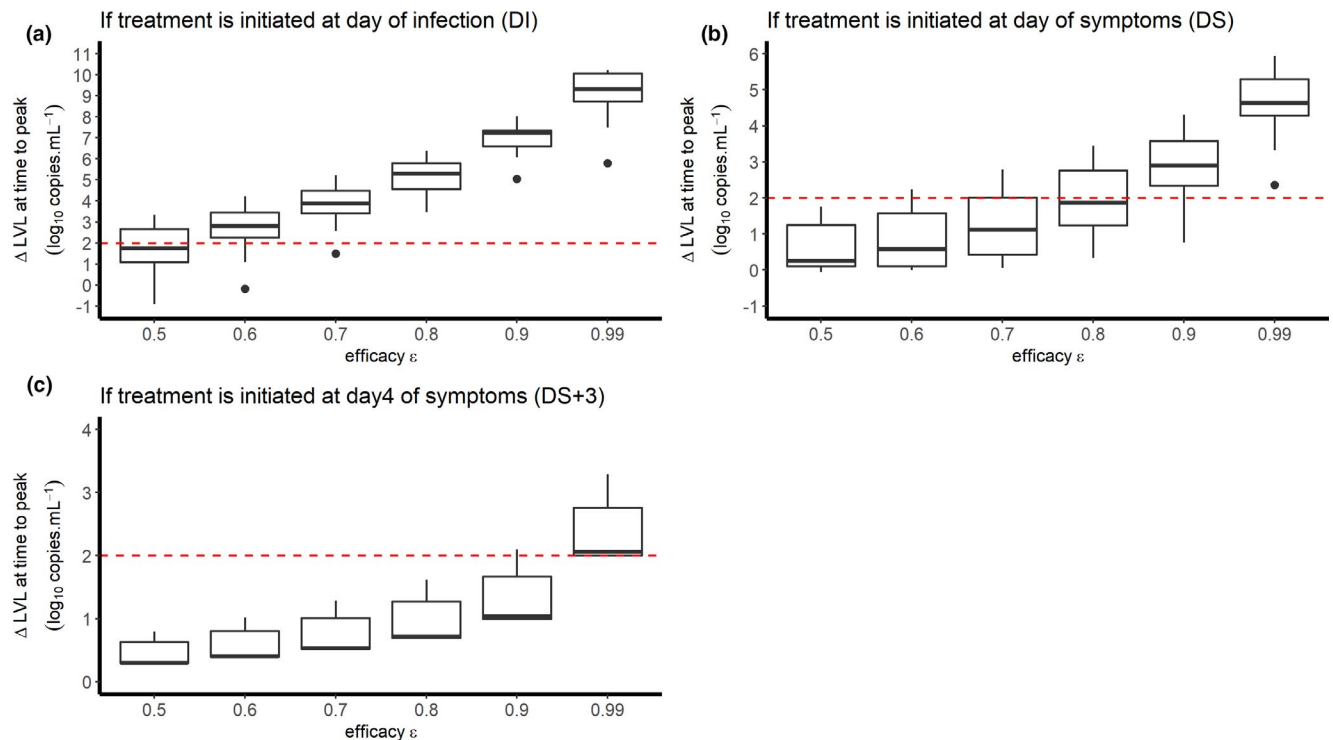 If treatment is initiated at day of infection (DI)
(a)
Δ LVL at time to peak
(log10 copies.mL−1)
11
10
9
8
7
6
5
4
3
2
1
0
-1
0.5 0.6 0.7 0.8 0.9 0.99
efficacy ε
If treatment is initiated at day of symptoms (DS)
(b)
Δ LVL at time to peak
(log10 copies.mL−1)
6
5
4
3
2
1
0
-1
0.5 0.6 0.7 0.8 0.9 0.99
efficacy ε
(c)
If treatment is initiated at day4 of symptoms (DS+3)
Δ LVL at time to peak
(log10 copies.mL−1)
4
3
2
1
0
0.5 0.6 0.7 0.8 0.9 0.99
efficacy ε